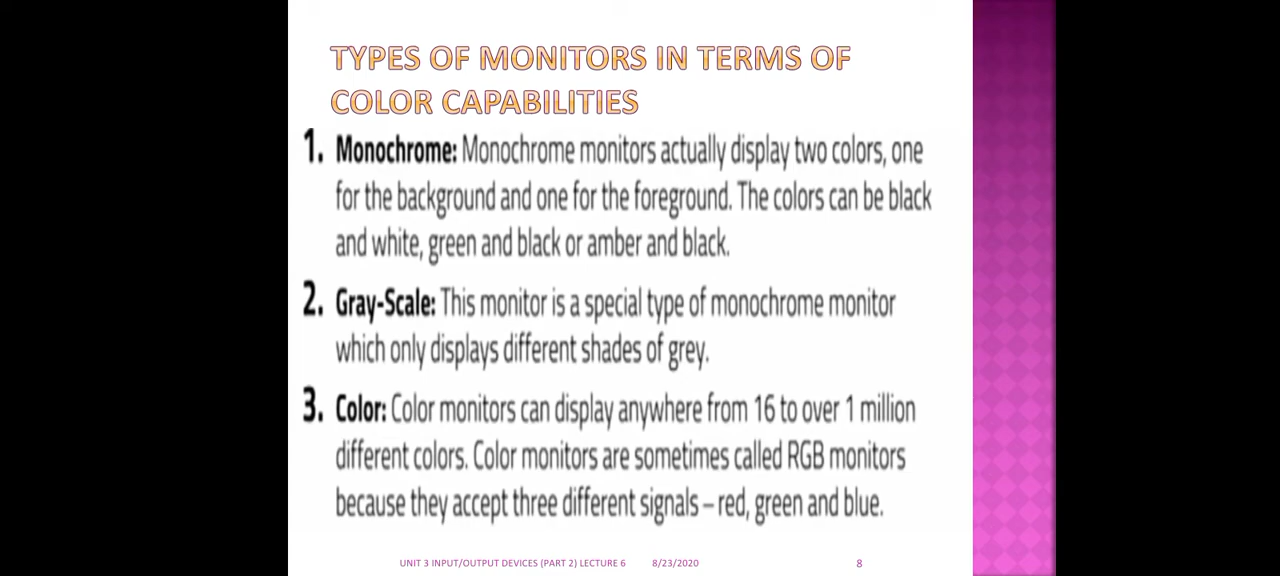 TYPES OF MONITORS IN TERMS OF
COLOR CAPABILITIES
1. Monochrome: Monochrome monitors actually display two colors, one
for the background and one for the foreground. The colors can be black
and white, green and black or amber and black.
2. Gray-Scale: This monitor is a special type of monochrome monitor
which only displays different shades of grey.
3. Color: Color monitors can display anywhere from 16 to over 1 million
different colors. Color monitors are sometimes called RGB monitors
because they accept three different signals – red, green and blue.
UNIT 3 INPUT/OUTPUT DEVICES (PART 2) LECTURE 6 8/23/2020 8